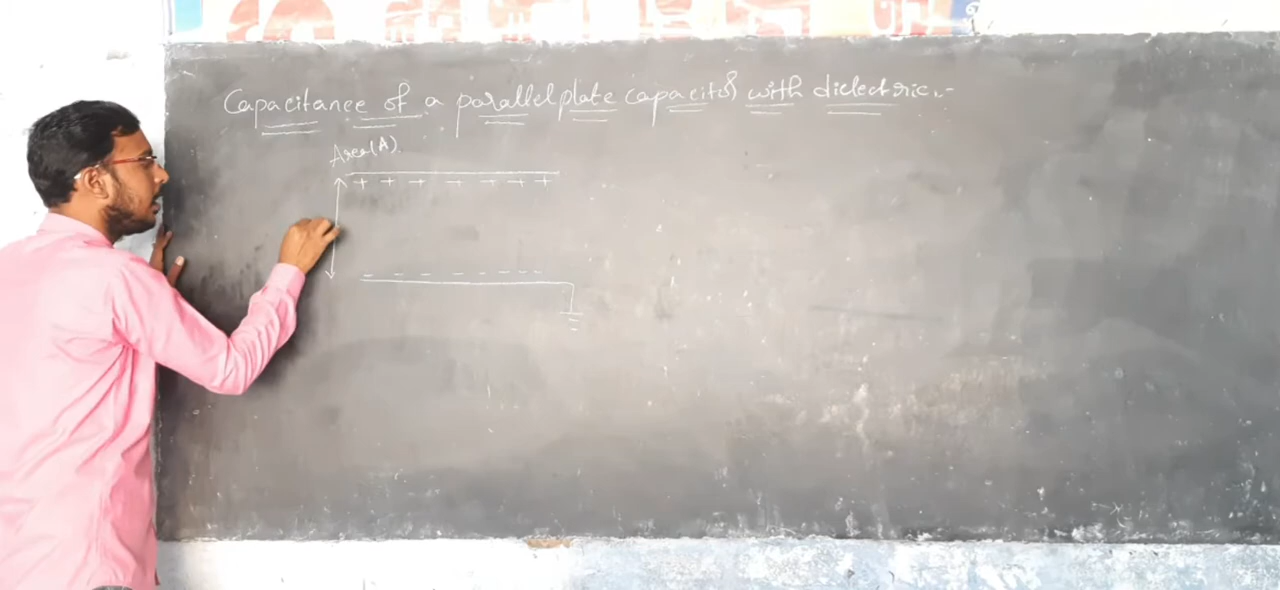 Capacitance of a parallel plate capacitor with dielectric :-
Area (A)
+ + + - - + +
- - - - - - - -